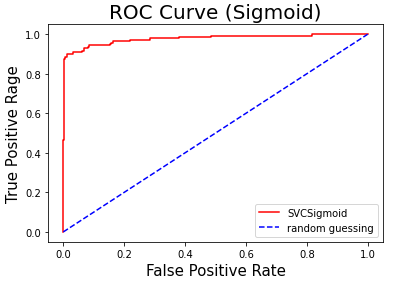 ROC Curve (Sigmoid)
True Positive Rage
1.0
0.8
0.6
0.4
0.2
0.0
SVCSigmoid
random guessing
0.0 0.2 0.4 0.6 0.8 1.0
False Positive Rate